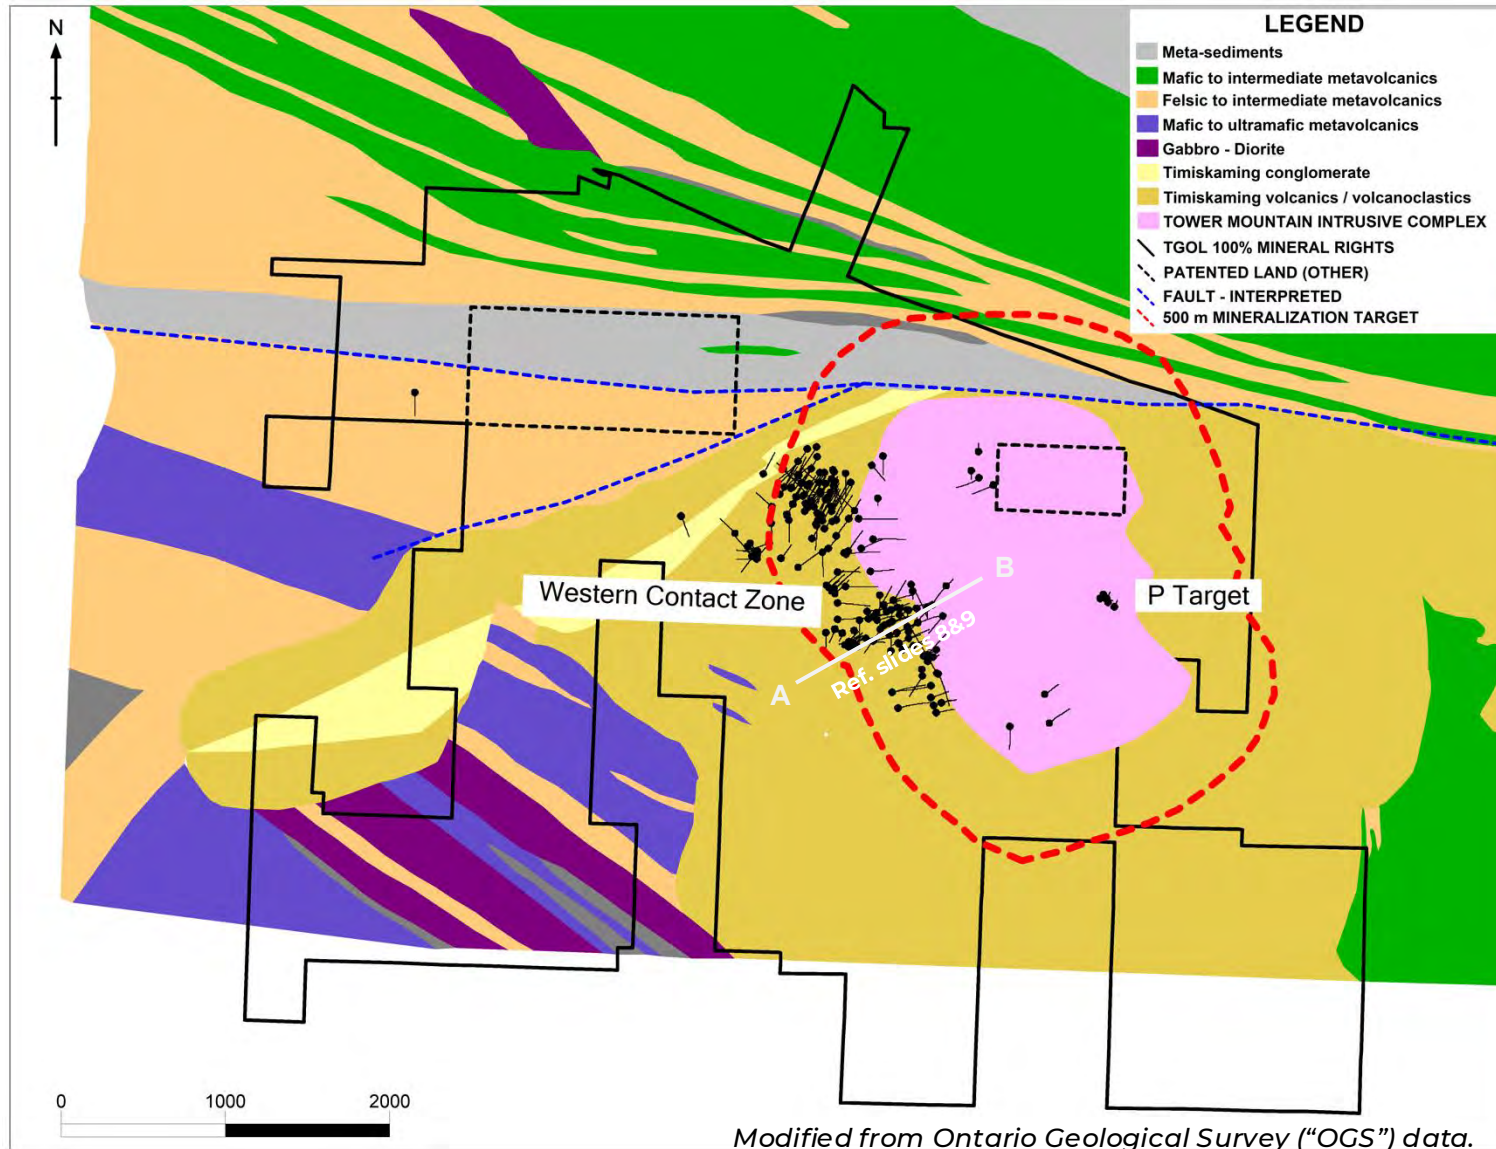 N
LEGEND
Meta-sediments
Mafic to intermediate metavolcanics
Felsic to intermediate metavolcanics
Mafic to ultramafic metavolcanics
Gabbro - Diorite
Timiskaming conglomerate
Timiskaming volcanics / volcanoclastics
TOWER MOUNTAIN INTRUSIVE COMPLEX
TGOL 100% MINERAL RIGHTS
PATENTED LAND (OTHER)
FAULT - INTERPRETED
500 m MINERALIZATION TARGET
B
Western Contact Zone
P Target
Ref. slides 8&9
A
0 1000 2000
Modified from Ontario Geological Survey (“OGS”) data.